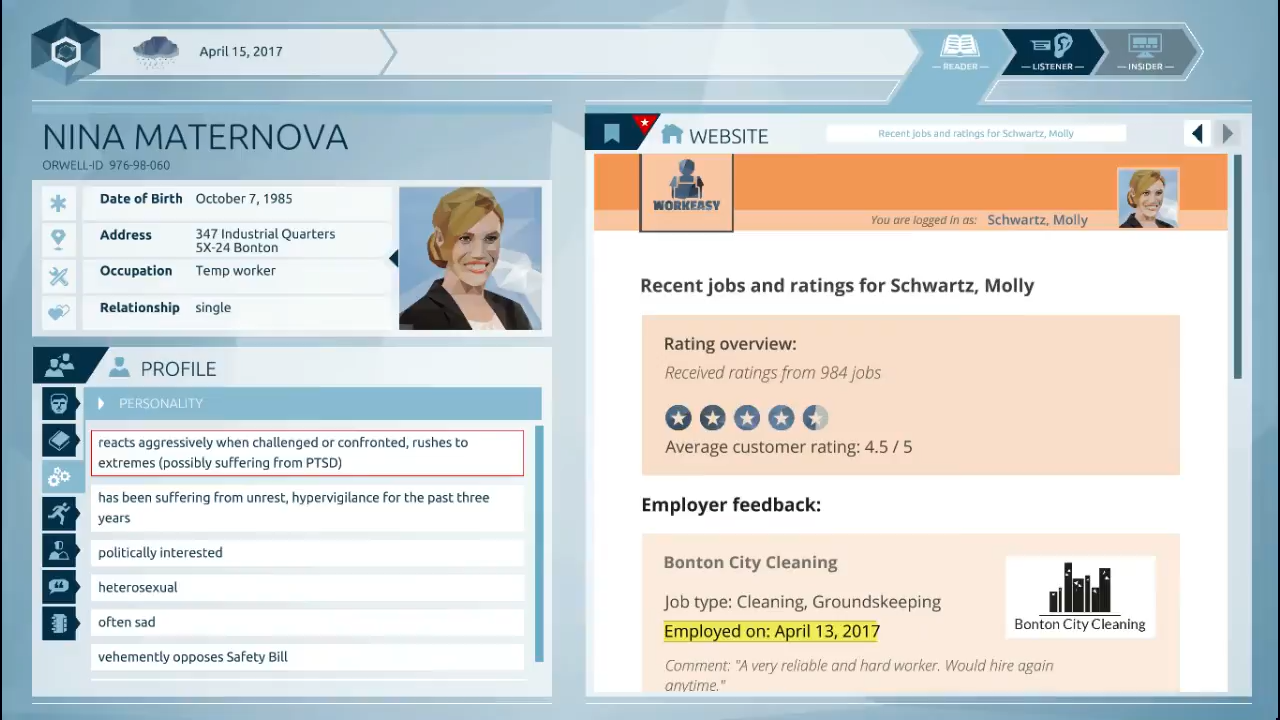 April 15, 2017
READER
LISTENER
INSIDER
NINA MATERNOVA
ORWELL-ID 976-98-060
Date of Birth October 7, 1985
Address 347 Industrial Quarters
5X-24 Bonton
Occupation Temp worker
Relationship single
PROFILE
PERSONALITY
reacts aggressively when challenged or confronted, rushes to
extremes (possibly suffering from PTSD)
has been suffering from unrest, hypervigilance for the past three
years
politically interested
heterosexual
often sad
vehemently opposes Safety Bill
WEBSITE
Recent jobs and ratings for Schwartz, Molly
WORKEASY
You are logged in as: Schwartz, Molly
Recent jobs and ratings for Schwartz, Molly
Rating overview:
Received ratings from 984 jobs
Average customer rating: 4.5 / 5
Employer feedback:
Bonton City Cleaning
Job type: Cleaning, Groundskeeping
Employed on: April 13, 2017
Bonton City Cleaning
Comment: "A very reliable and hard worker. Would hire again
anytime."